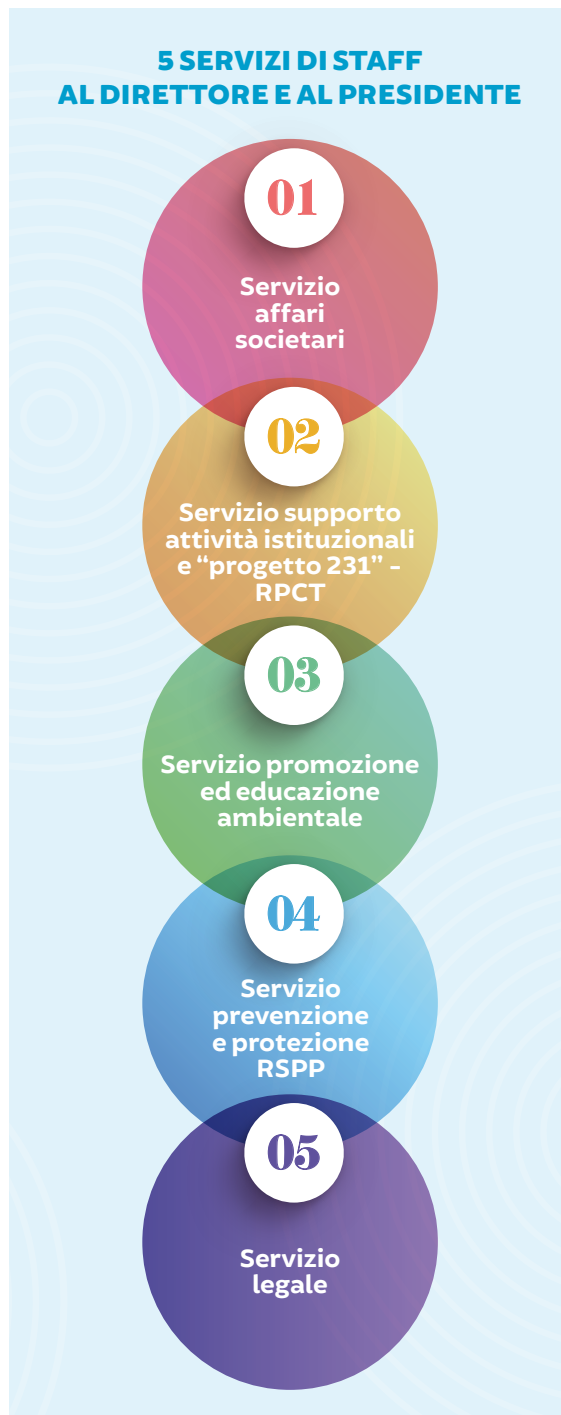 5 SERVIZI DI STAFF
AL DIRETTORE E AL PRESIDENTE
01
Servizio
affari
societari
02
Servizio supporto
attività istituzionali
e “progetto 231” -
RPCT
03
Servizio promozione
ed educazione
ambientale
04
Servizio
prevenzione
e protezione
RSPP
05
Servizio
legale